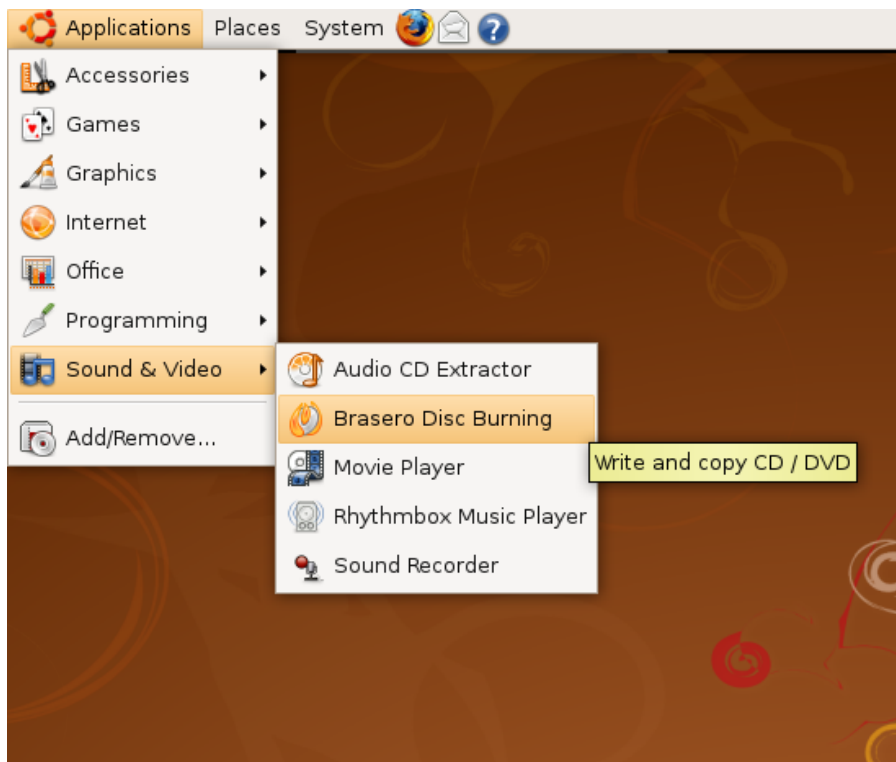 Applications Places System
Accessories
Games
Graphics
Internet
Office
Programming
Sound & Video
Add/Remove...
Audio CD Extractor
Brasero Disc Burning
Movie Player
Rhythmbox Music Player
Sound Recorder
Write and copy CD / DVD